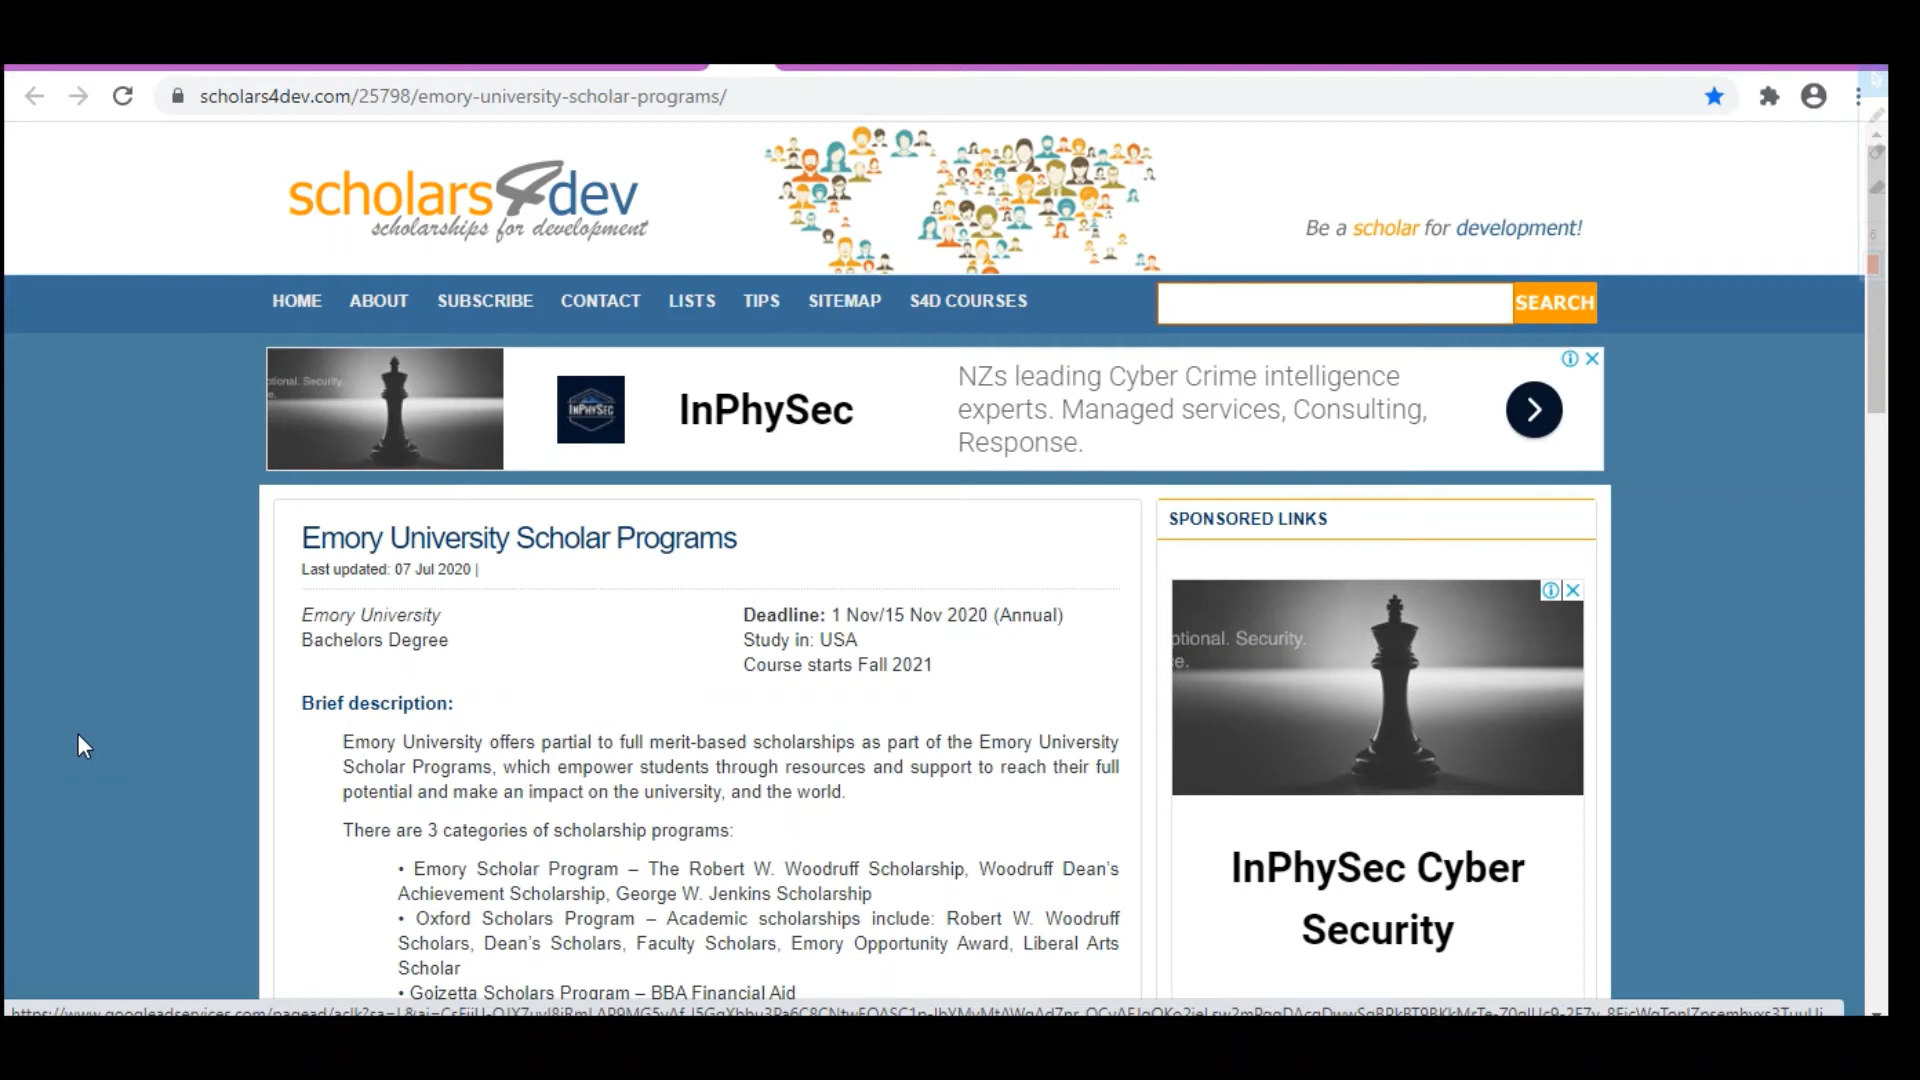 scholars4dev.com/25798/emory-university-scholar-programs/
scholars4dev
scholarships for development
Be a scholar for development!
HOME ABOUT SUBSCRIBE CONTACT LISTS TIPS SITEMAP S4D COURSES SEARCH
ptional. Security.
e.
INPHYSEC
InPhySec
NZs leading Cyber Crime intelligence
experts. Managed services, Consulting,
Response.
Emory University Scholar Programs
Last updated: 07 Jul 2020 |
Emory University
Bachelors Degree
Deadline: 1 Nov/15 Nov 2020 (Annual)
Study in: USA
Course starts Fall 2021
Brief description:
Emory University offers partial to full merit-based scholarships as part of the Emory University
Scholar Programs, which empower students through resources and support to reach their full
potential and make an impact on the university, and the world.
There are 3 categories of scholarship programs:
• Emory Scholar Program – The Robert W. Woodruff Scholarship, Woodruff Dean's
Achievement Scholarship, George W. Jenkins Scholarship
• Oxford Scholars Program – Academic scholarships include: Robert W. Woodruff
Scholars, Dean's Scholars, Faculty Scholars, Emory Opportunity Award, Liberal Arts
Scholar
• Goizetta Scholars Program – BBA Financial Aid
SPONSORED LINKS
ptional. Security.
e.
InPhySec Cyber
Security
6